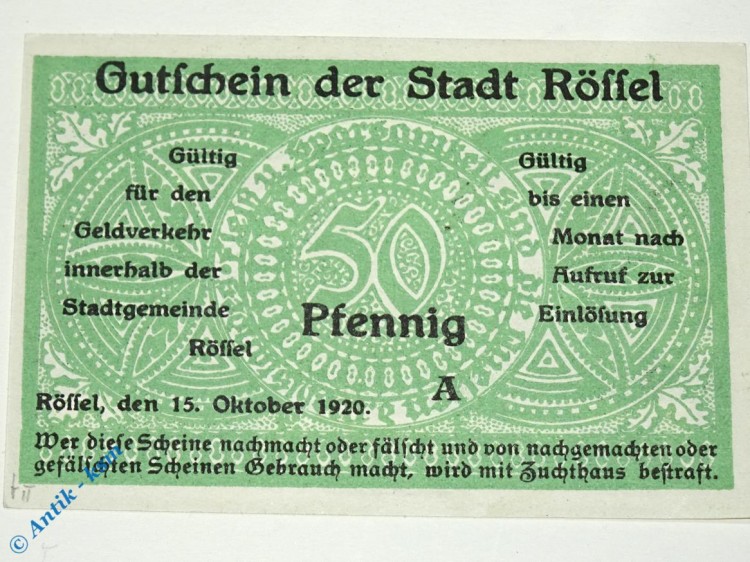 Gutſchein der Stadt Röſſel
Gültig
für den
Geldverkehr
innerhalb der
Stadtgemeinde
Röſſel
Gültig
bis einen
Monat nach
Aufruf zur
Einlöſung
50
Pfennig
A
Röſſel, den 15. Oktober 1920.
Wer dieſe Scheine nachmacht oder fälſcht und von nachgemachten oder
gefälſchten Scheinen Gebrauch macht, wird mit Zuchthaus beſtraft.
© Antik - kam